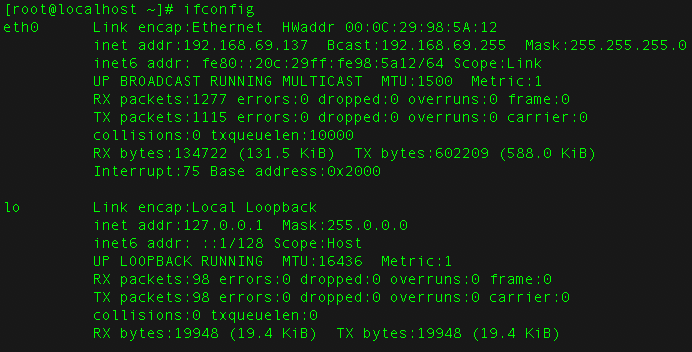 [root@localhost ~]# ifconfig
eth0      Link encap:Ethernet  HWaddr 00:0C:29:98:5A:12
          inet addr:192.168.69.137  Bcast:192.168.69.255  Mask:255.255.255.0
          inet6 addr: fe80::20c:29ff:fe98:5a12/64 Scope:Link
          UP BROADCAST RUNNING MULTICAST  MTU:1500  Metric:1
          RX packets:1277 errors:0 dropped:0 overruns:0 frame:0
          TX packets:1115 errors:0 dropped:0 overruns:0 carrier:0
          collisions:0 txqueuelen:10000
          RX bytes:134722 (131.5 KiB)  TX bytes:602209 (588.0 KiB)
          Interrupt:75 Base address:0x2000

lo        Link encap:Local Loopback
          inet addr:127.0.0.1  Mask:255.0.0.0
          inet6 addr: ::1/128 Scope:Host
          UP LOOPBACK RUNNING  MTU:16436  Metric:1
          RX packets:98 errors:0 dropped:0 overruns:0 frame:0
          TX packets:98 errors:0 dropped:0 overruns:0 carrier:0
          collisions:0 txqueuelen:0
          RX bytes:19948 (19.4 KiB)  TX bytes:19948 (19.4 KiB)